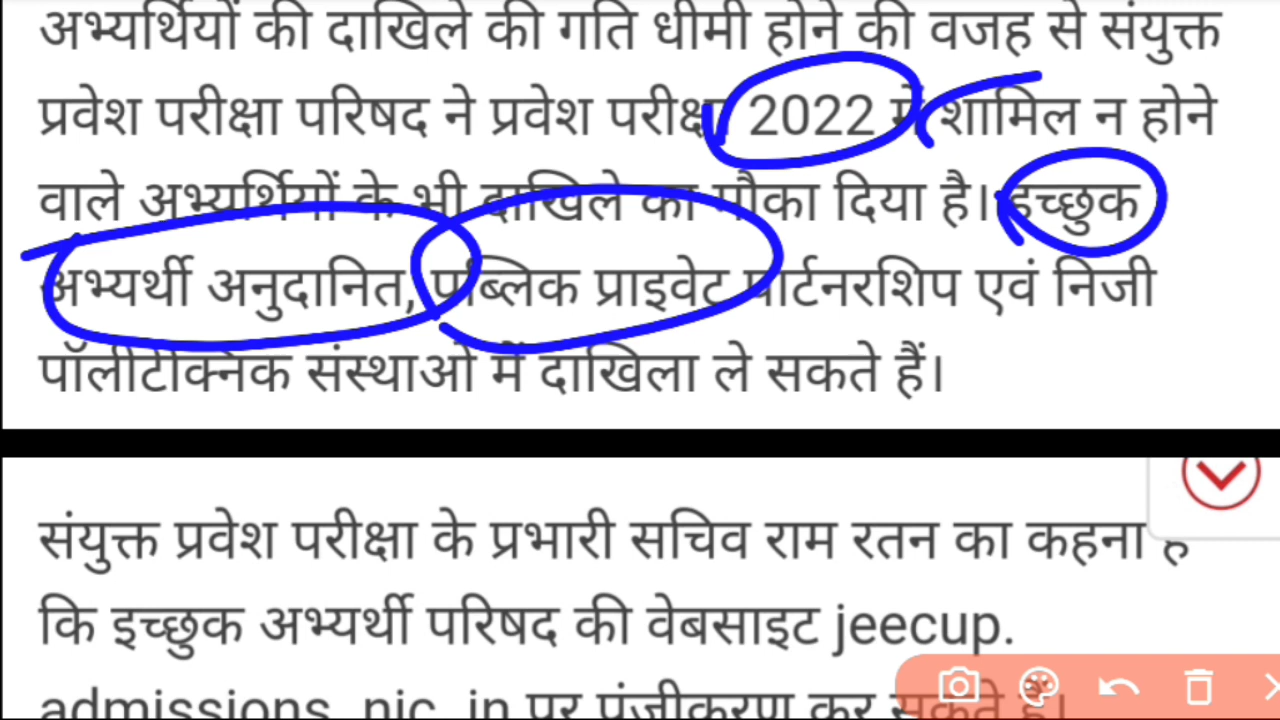 अभ्यर्थियों की दाखिले की गति धीमी होने की वजह से संयुक्त
प्रवेश परीक्षा परिषद ने प्रवेश परीक्षा 2022 में शामिल न होने
वाले अभ्यर्थियों के भी दाखिले का मौका दिया है। इच्छुक
अभ्यर्थी अनुदानित, पब्लिक प्राइवेट पार्टनरशिप एवं निजी
पॉलीटेक्निक संस्थाओं में दाखिला ले सकते हैं।
संयुक्त प्रवेश परीक्षा के प्रभारी सचिव राम रतन का कहना है
कि इच्छुक अभ्यर्थी परिषद की वेबसाइट jeecup.
admissions. nic. in पर पंजीकरण कर सकते हैं।